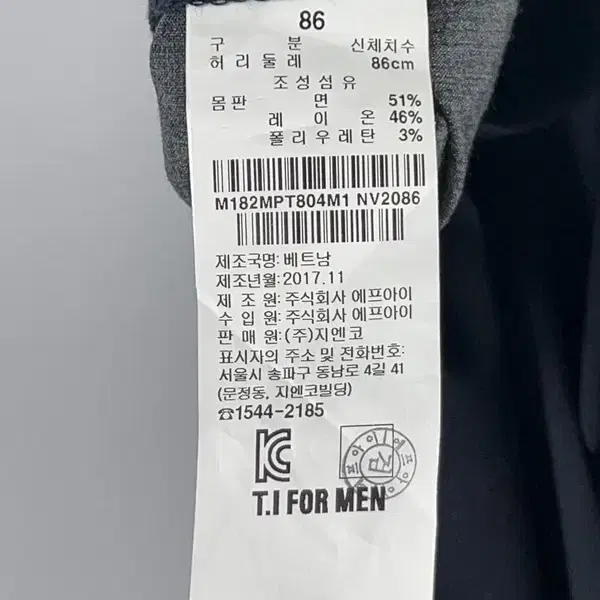 86
구 분 신체치수
허리둘레 86cm
조성섬유
몸판 면 51%
레이온 46%
폴리우레탄 3%
M182MPT804M1 NV2086
제조국명:베트남
제조년월:2017.11
제 조 원:주식회사 에프아이
수 입 원:주식회사 에프아이
판 매 원:(주)지엔코
표시자의 주소 및 전화번호:
서울시 송파구 동남로 4길 41
(문정동, 지엔코빌딩)
☎1544-2185
T.I FOR MEN